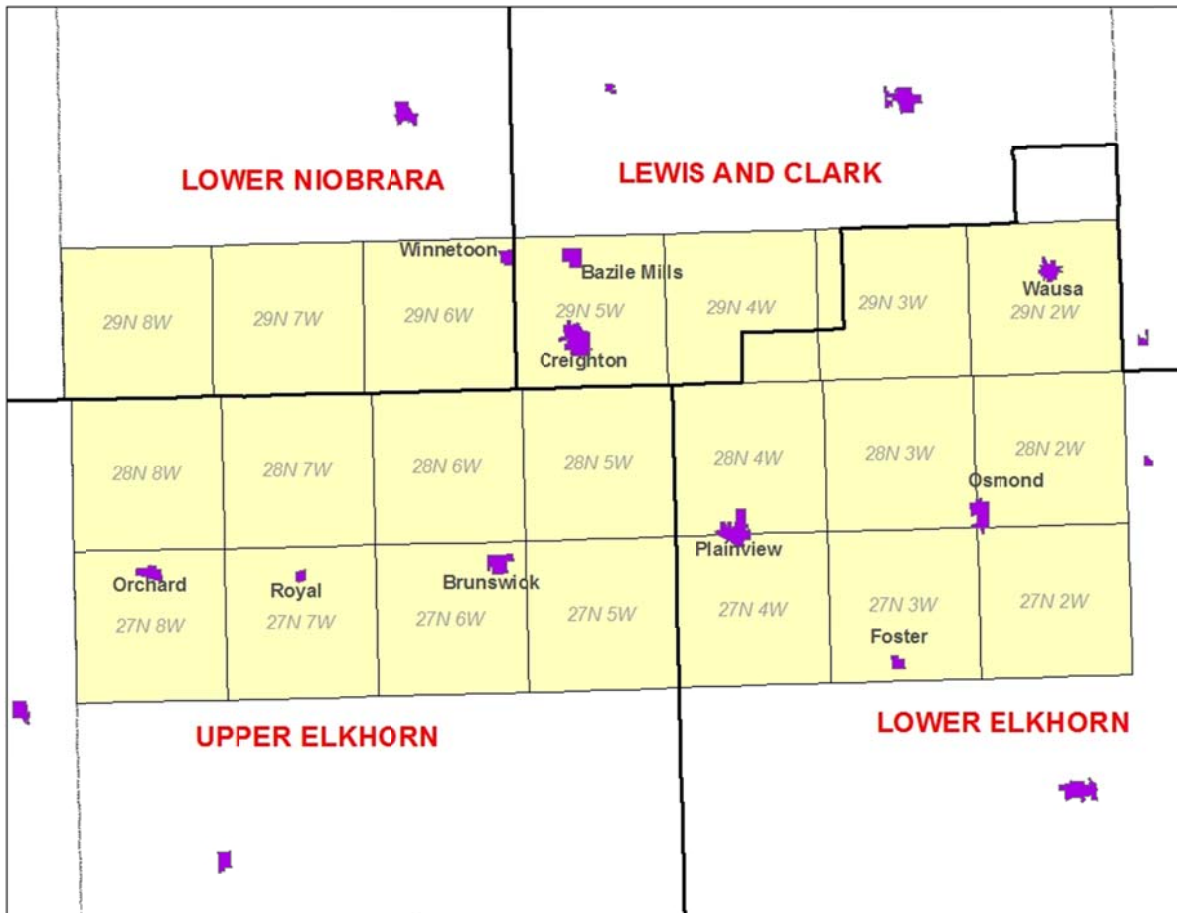 LOWER NIOBRARA
LEWIS AND CLARK
Winnetoon
Bazile Mills
Wausa
29N 8W
29N 7W
29N 6W
29N 5W
29N 4W
29N 3W
29N 2W
Creighton
28N 8W
28N 7W
28N 6W
28N 5W
28N 4W
28N 3W
28N 2W
Osmond
Plainview
Orchard
Royal
Brunswick
27N 8W
27N 7W
27N 6W
27N 5W
27N 4W
27N 3W
27N 2W
Foster
UPPER ELKHORN
LOWER ELKHORN